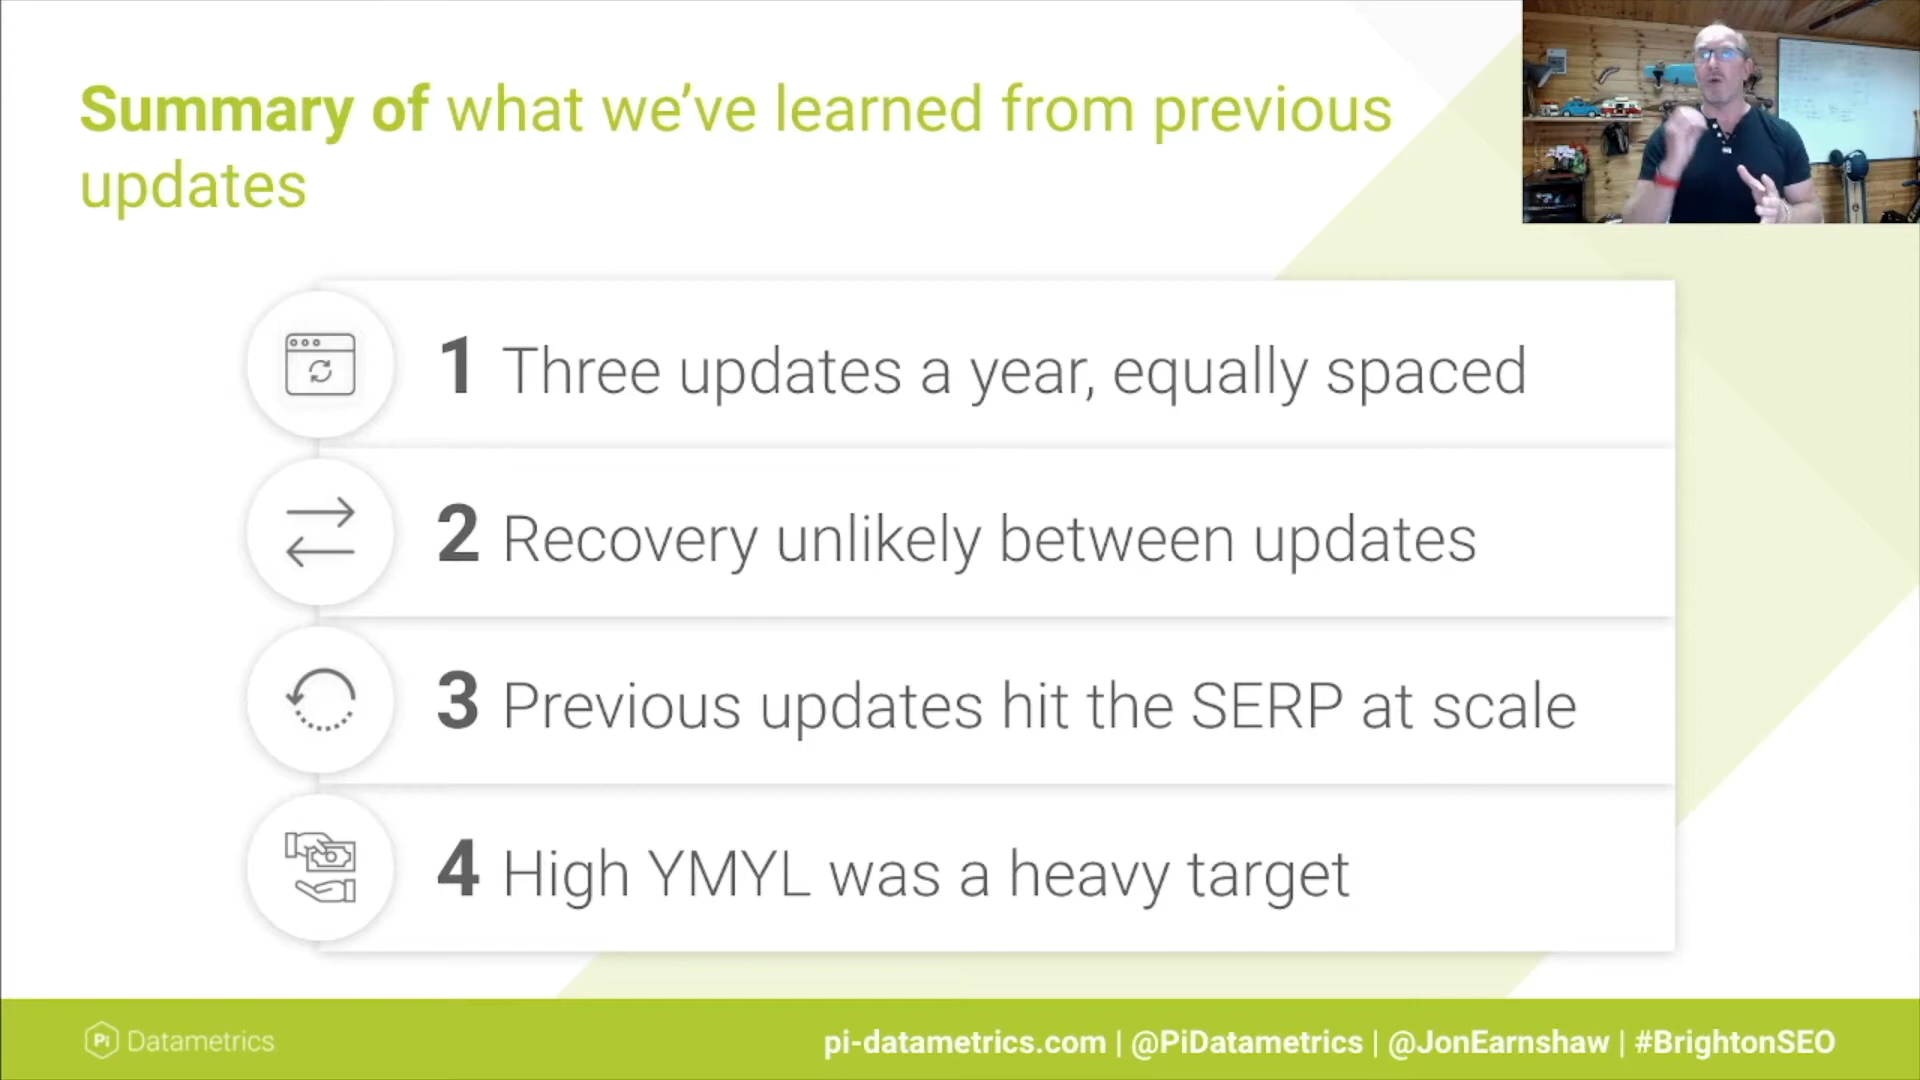 Summary of what we've learned from previous
updates
1 Three updates a year, equally spaced
2 Recovery unlikely between updates
3 Previous updates hit the SERP at scale
4 High YMYL was a heavy target
Pi Datametrics
pi-datametrics.com | @PiDatametrics | @JonEarnshaw | #BrightonSEO